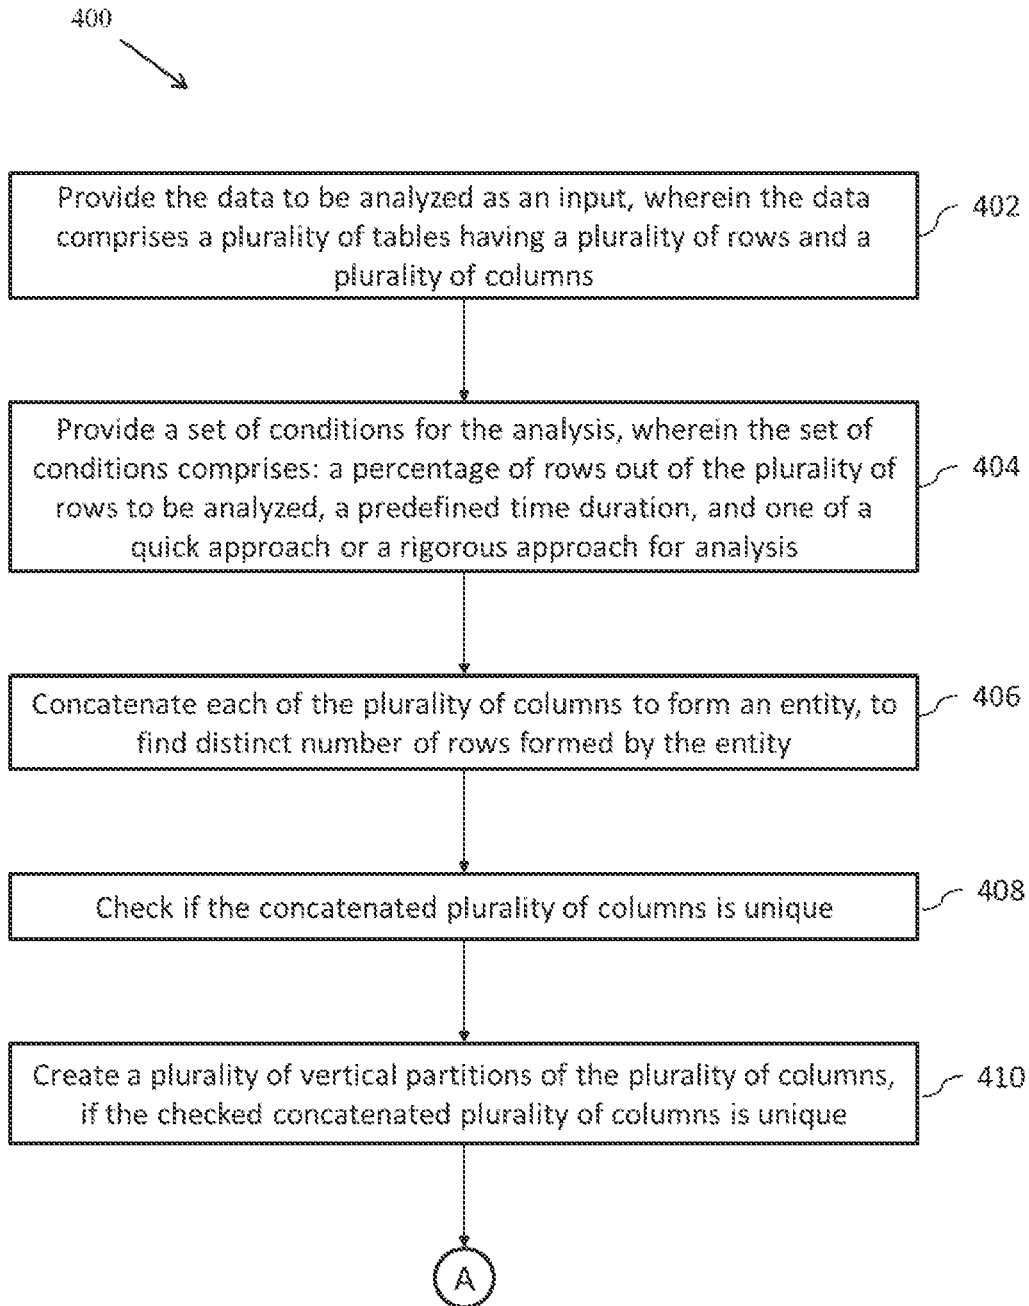 400
Provide the data to be analyzed as an input, wherein the data
comprises a plurality of tables having a plurality of rows and a
plurality of columns
402
Provide a set of conditions for the analysis, wherein the set of
conditions comprises: a percentage of rows out of the plurality of
rows to be analyzed, a predefined time duration, and one of a
quick approach or a rigorous approach for analysis
404
Concatenate each of the plurality of columns to form an entity, to
find distinct number of rows formed by the entity
406
Check if the concatenated plurality of columns is unique
408
Create a plurality of vertical partitions of the plurality of columns,
if the checked concatenated plurality of columns is unique
410
A